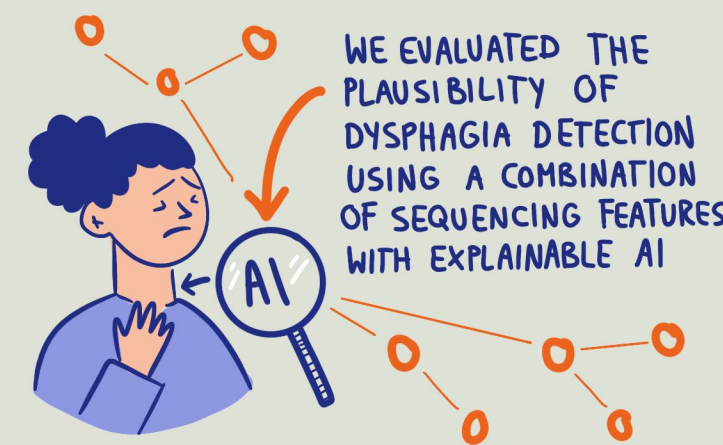 WE EVALUATED THE
PLAUSIBILITY OF
DYSPHAGIA DETECTION
USING A COMBINATION
OF SEQUENCING FEATURES
WITH EXPLAINABLE AI
AI